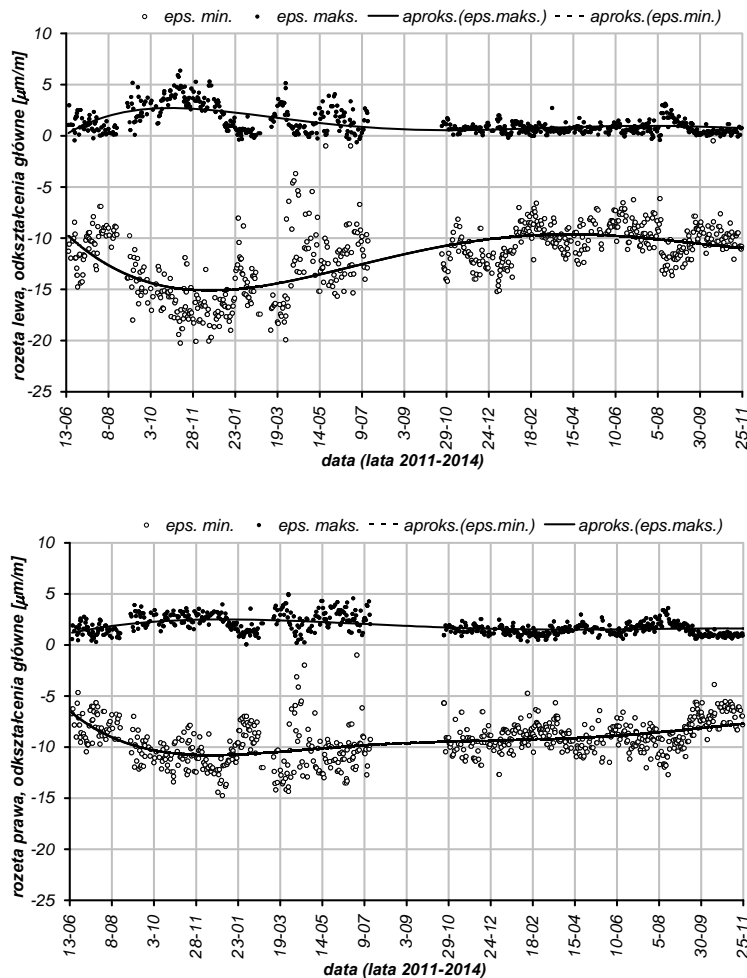 eps. min. eps. maks. aproks.(eps.maks.) aproks.(eps.min.)
10
5
0
-5
-10
-15
-20
-25
rozeta lewa, odkształcenia główne [μm/m]
13-06 8-08 3-10 28-11 23-01 19-03 14-05 9-07 3-09 29-10 24-12 18-02 15-04 10-06 5-08 30-09 25-11
data (lata 2011-2014)
eps. min. eps. maks. aproks.(eps.min.) aproks.(eps.maks.)
10
5
0
-5
-10
-15
-20
-25
rozeta prawa, odkształcenia główne [μm/m]
13-06 8-08 3-10 28-11 23-01 19-03 14-05 9-07 3-09 29-10 24-12 18-02 15-04 10-06 5-08 30-09 25-11
data (lata 2011-2014)